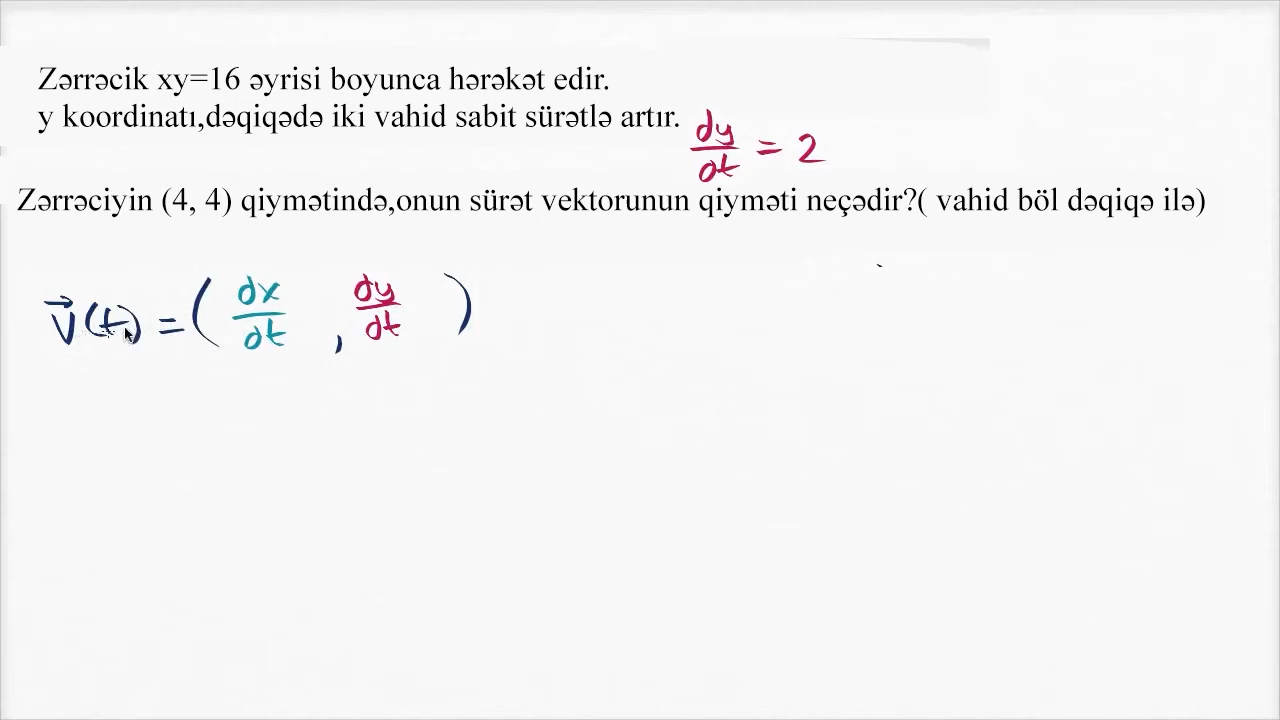 Zərrəcik xy=16 əyrisi boyunca hərəkət edir.
y koordinatı,dəqiqədə iki vahid sabit sürətlə artır.
dy/dt = 2
Zərrəciyin (4, 4) qiymətində,onun sürət vektorunun qiyməti neçədir?( vahid böl dəqiqə ilə)
v⃗(t) = ( dx/dt , dy/dt )